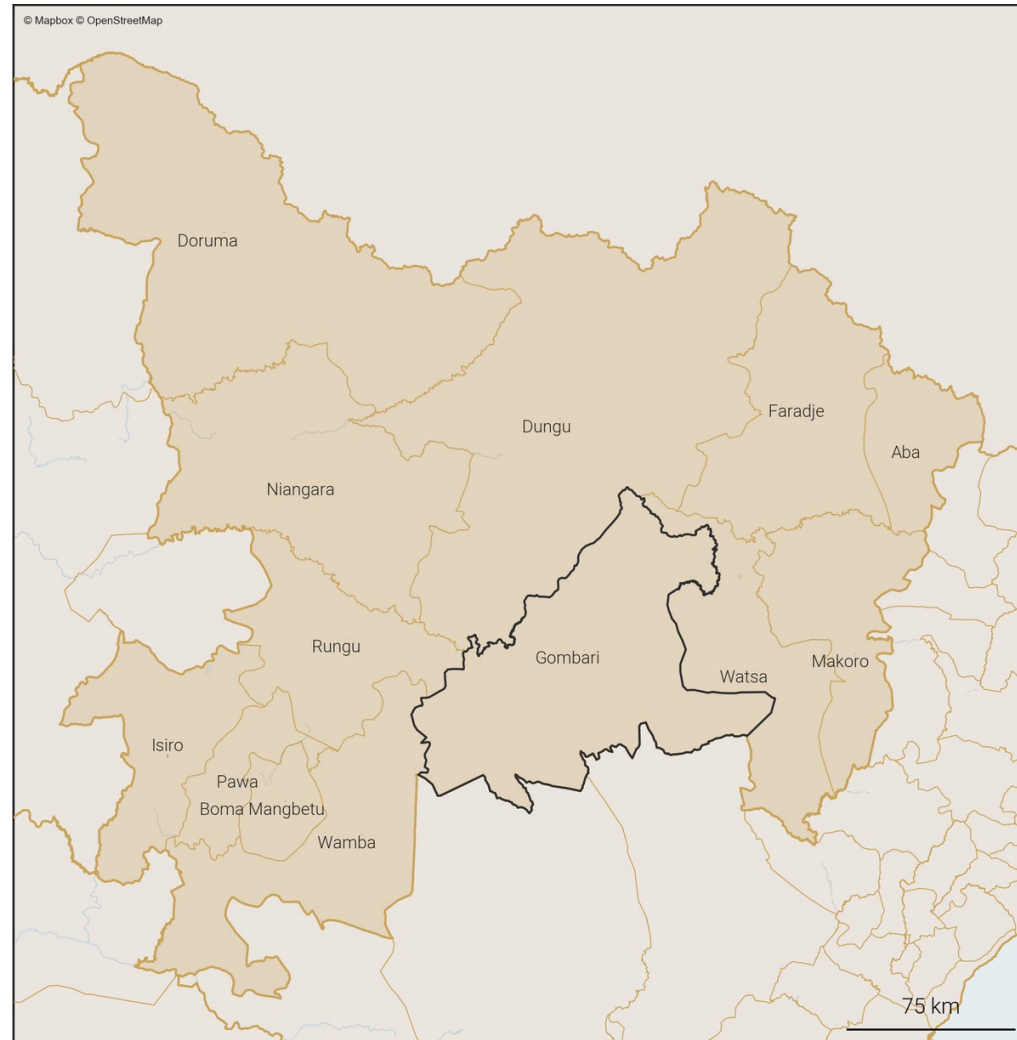 © Mapbox © OpenStreetMap
Doruma
Faradje
Dungu
Aba
Niangara
Rungu
Gombari
Makoro
Watsa
Isiro
Pawa
Boma Mangbetu
Wamba
75 km